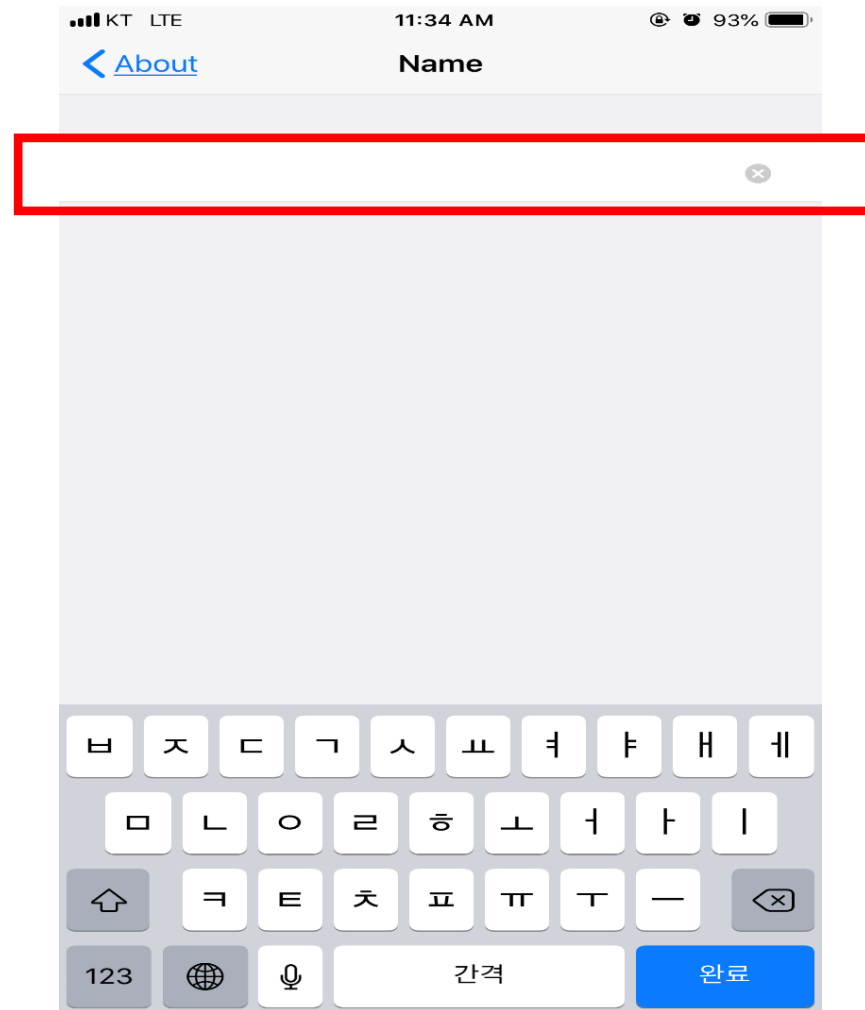 KT LTE 11:34 AM 93%
About Name
ㅂ ㅈ ㄷ ㄱ ㅅ ㅛ ㅕ ㅑ ㅐ ㅔ
ㅁ ㄴ ㅇ ㄹ ㅎ ㅗ ㅓ ㅏ ㅣ
ㅋ ㅌ ㅊ ㅍ ㅠ ㅜ ㅡ
123 간격 완료